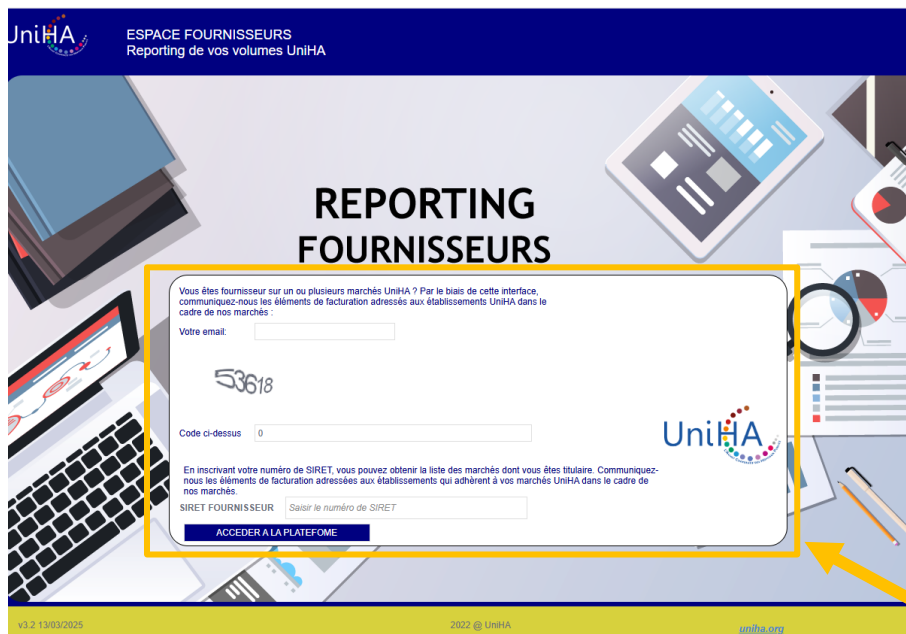 UniHA
ESPACE FOURNISSEURS
Reporting de vos volumes UniHA
REPORTING
FOURNISSEURS
Vous êtes fournisseur sur un ou plusieurs marchés UniHA ? Par le biais de cette interface,
communiquez-nous les éléments de facturation adressés aux établissements UniHA dans le
cadre de nos marchés :
Votre email:
53618
Code ci-dessus 0
UniHA
En inscrivant votre numéro de SIRET, vous pouvez obtenir la liste des marchés dont vous êtes titulaire. Communiquez-
nous les éléments de facturation adressées aux établissements qui adhèrent à vos marchés UniHA dans le cadre de
nos marchés.
SIRET FOURNISSEUR Saisir le numéro de SIRET
ACCEDER A LA PLATEFOME
v3.2 13/03/2025 2022 @ UniHA uniha.org